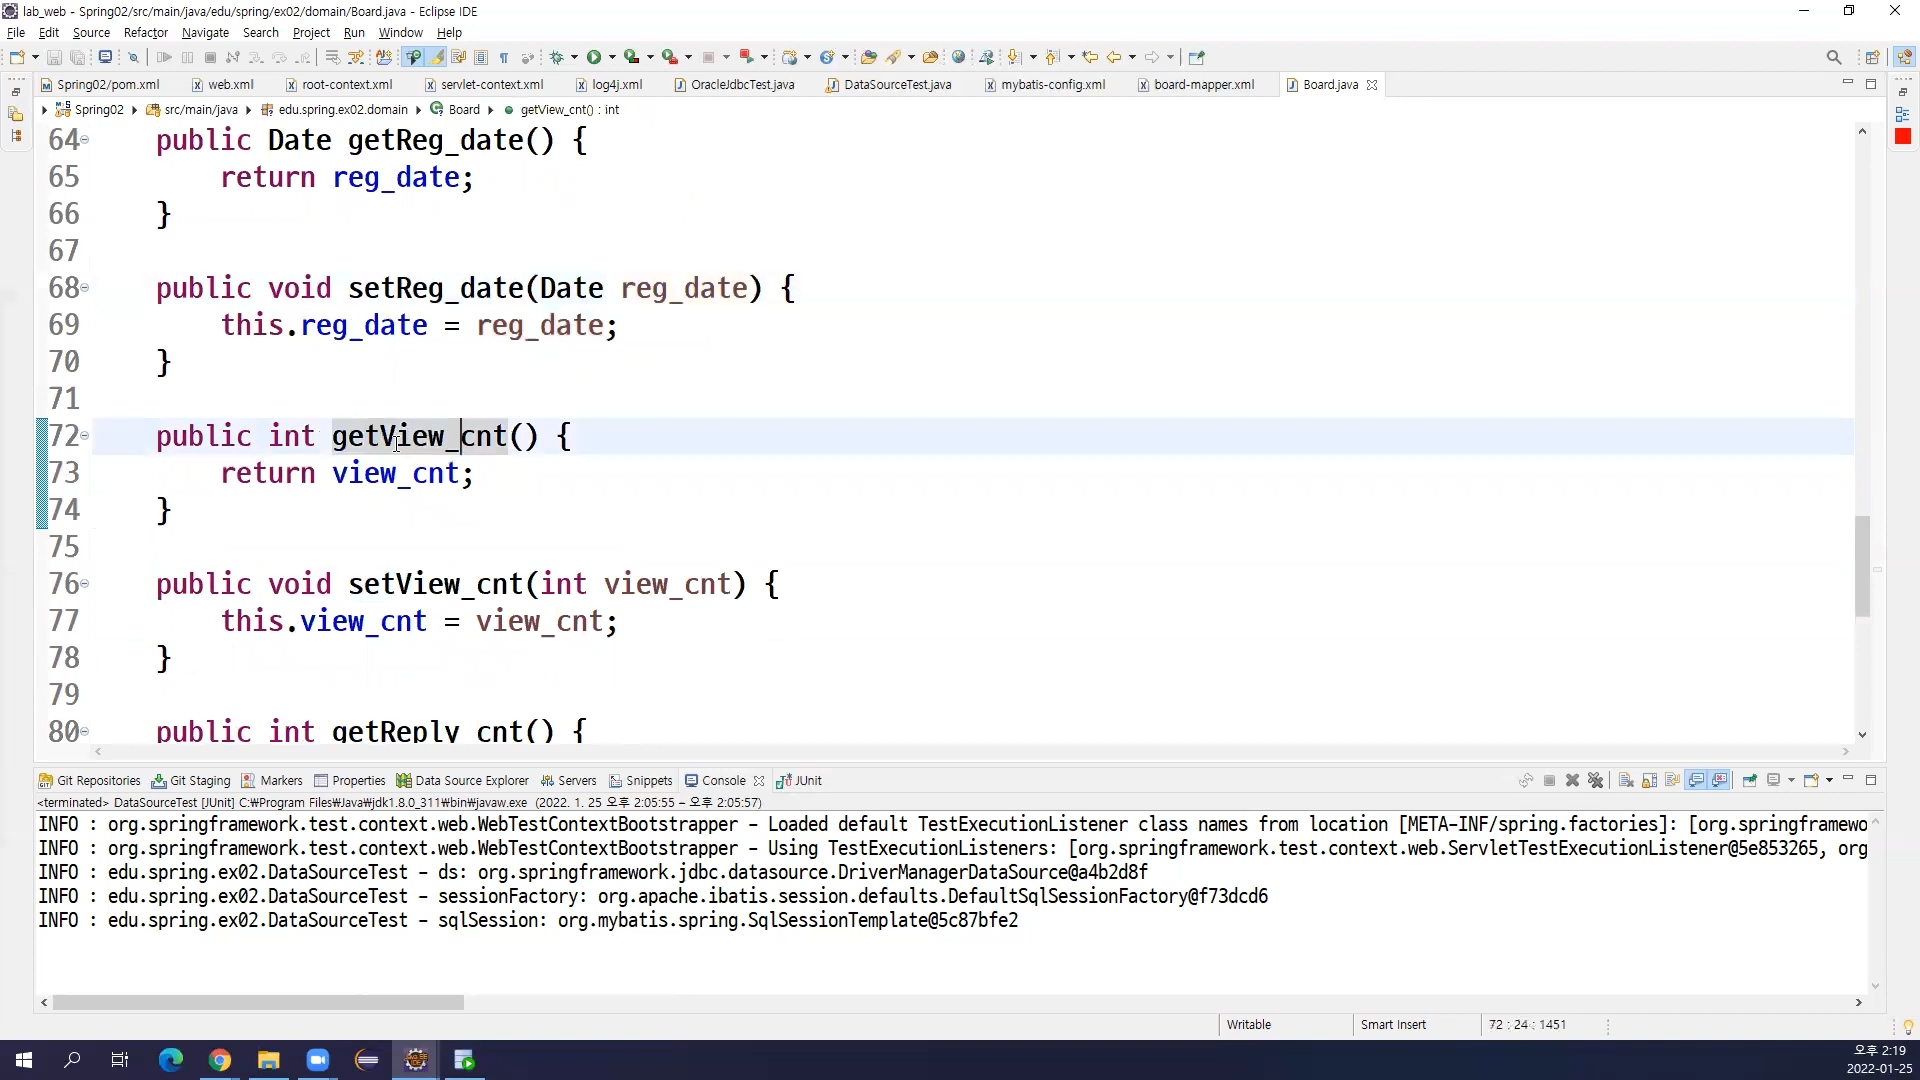 lab_web - Spring02/src/main/java/edu/spring/ex02/domain/Board.java - Eclipse IDE
File Edit Source Refactor Navigate Search Project Run Window Help
Spring02/pom.xml web.xml root-context.xml servlet-context.xml log4j.xml OracleJdbcTest.java DataSourceTest.java mybatis-config.xml board-mapper.xml Board.java
Spring02 src/main/java edu.spring.ex02.domain Board getView_cnt() : int
64 public Date getReg_date() {
65 return reg_date;
66 }
67
68 public void setReg_date(Date reg_date) {
69 this.reg_date = reg_date;
70 }
71
72 public int getView_cnt() {
73 return view_cnt;
74 }
75
76 public void setView_cnt(int view_cnt) {
77 this.view_cnt = view_cnt;
78 }
79
80 public int getReply_cnt() {
Git Repositories Git Staging Markers Properties Data Source Explorer Servers Snippets Console JUnit
<terminated> DataSourceTest [JUnit] C:₩Program Files₩Java₩jdk1.8.0_311₩bin₩javaw.exe (2022. 1. 25 오후 2:05:55 – 오후 2:05:57)
INFO : org.springframework.test.context.web.WebTestContextBootstrapper - Loaded default TestExecutionListener class names from location [META-INF/spring.factories]: [org.springframewo
INFO : org.springframework.test.context.web.WebTestContextBootstrapper - Using TestExecutionListeners: [org.springframework.test.context.web.ServletTestExecutionListener@5e853265, org
INFO : edu.spring.ex02.DataSourceTest - ds: org.springframework.jdbc.datasource.DriverManagerDataSource@a4b2d8f
INFO : edu.spring.ex02.DataSourceTest - sessionFactory: org.apache.ibatis.session.defaults.DefaultSqlSessionFactory@f73dcd6
INFO : edu.spring.ex02.DataSourceTest - sqlSession: org.mybatis.spring.SqlSessionTemplate@5c87bfe2
Writable Smart Insert 72 : 24 : 1451
오후 2:19
2022-01-25